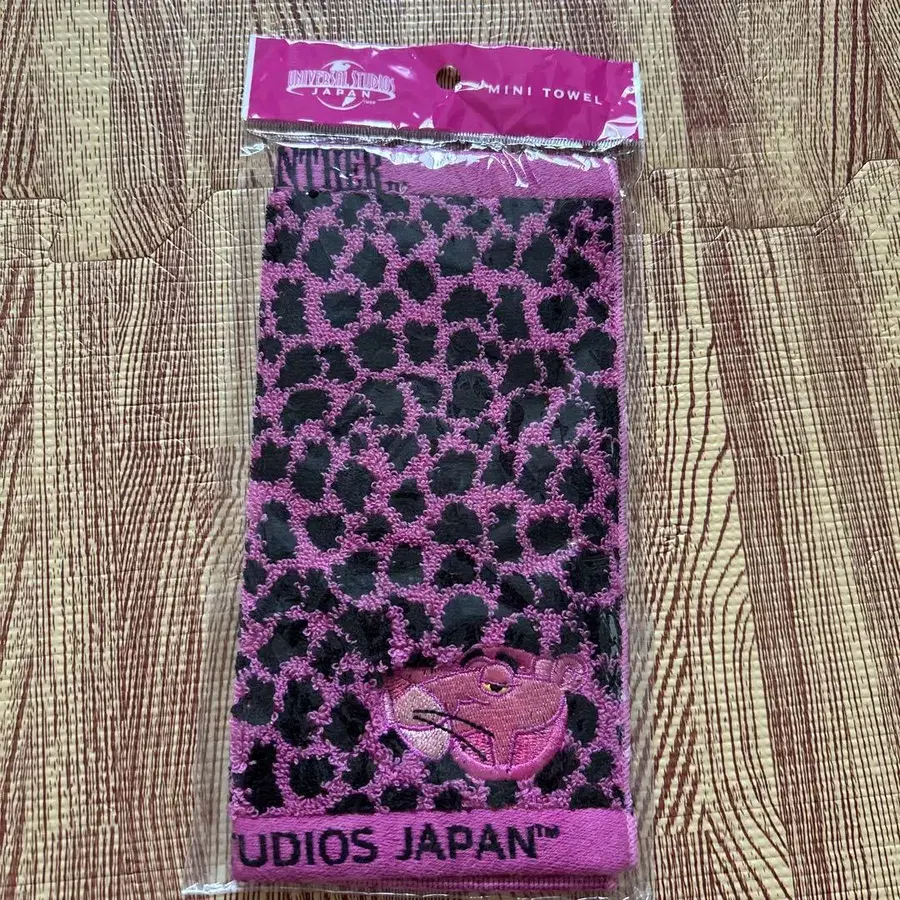 UNIVERSAL STUDIOS
JAPAN
MINI TOWEL
NTHER
UDIOS JAPAN™